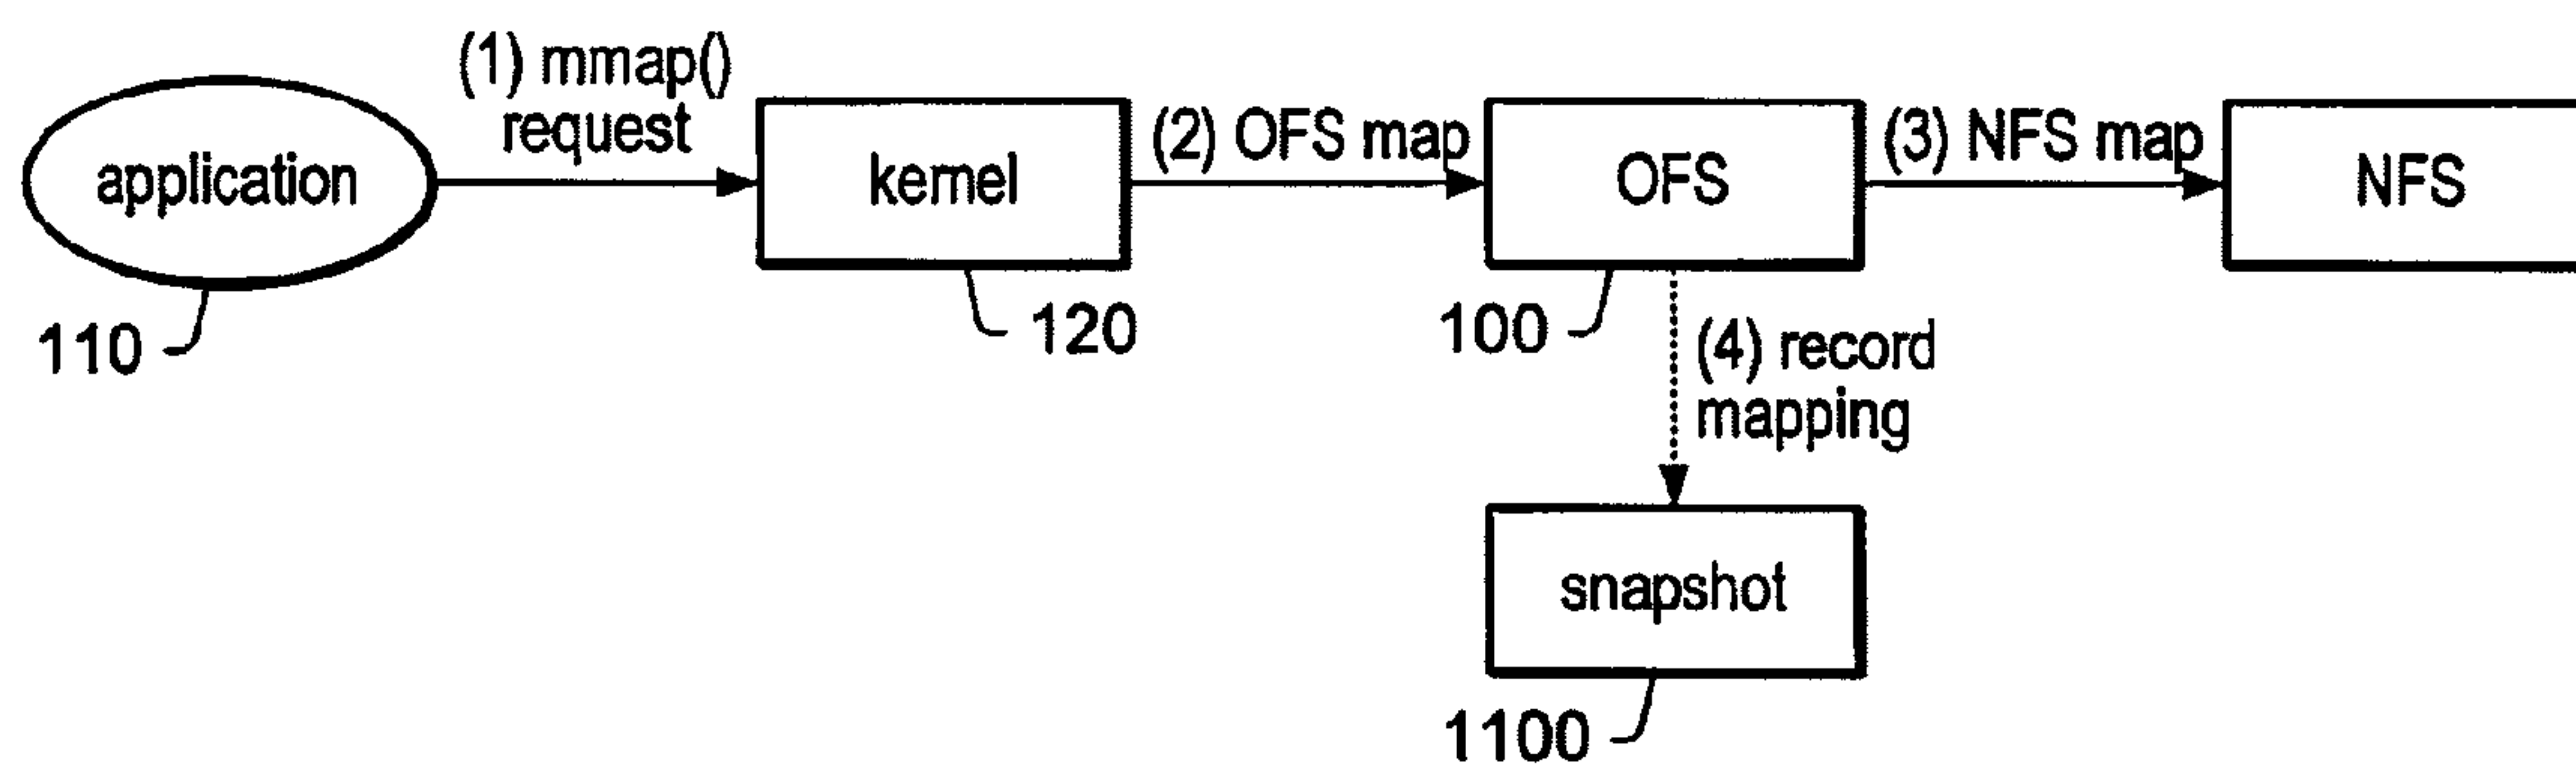 (1) mmap()
request
application
kernel
(2) OFS map
OFS
(3) NFS map
NFS
110
120
100
(4) record
mapping
snapshot
1100